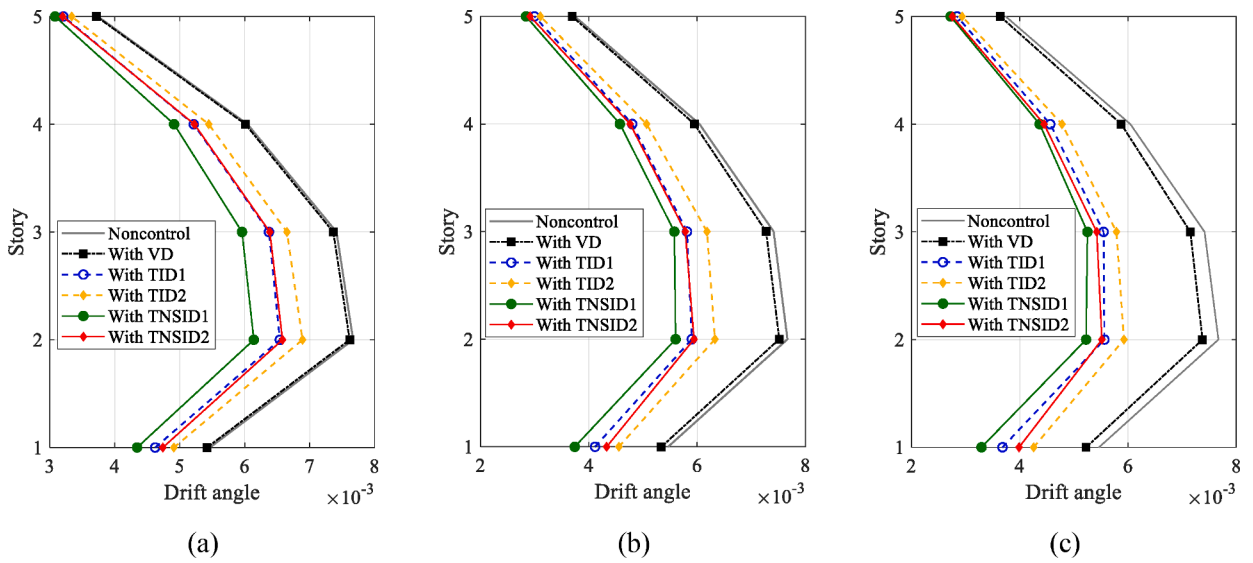 5
4
3
2
1
Story
Noncontrol
With VD
With TID1
With TID2
With TNSID1
With TNSID2
3 4 5 6 7 8
Drift angle ×10⁻³
(a)
5
4
3
2
1
Story
Noncontrol
With VD
With TID1
With TID2
With TNSID1
With TNSID2
2 4 6 8
Drift angle ×10⁻³
(b)
5
4
3
2
1
Story
Noncontrol
With VD
With TID1
With TID2
With TNSID1
With TNSID2
2 4 6 8
Drift angle ×10⁻³
(c)